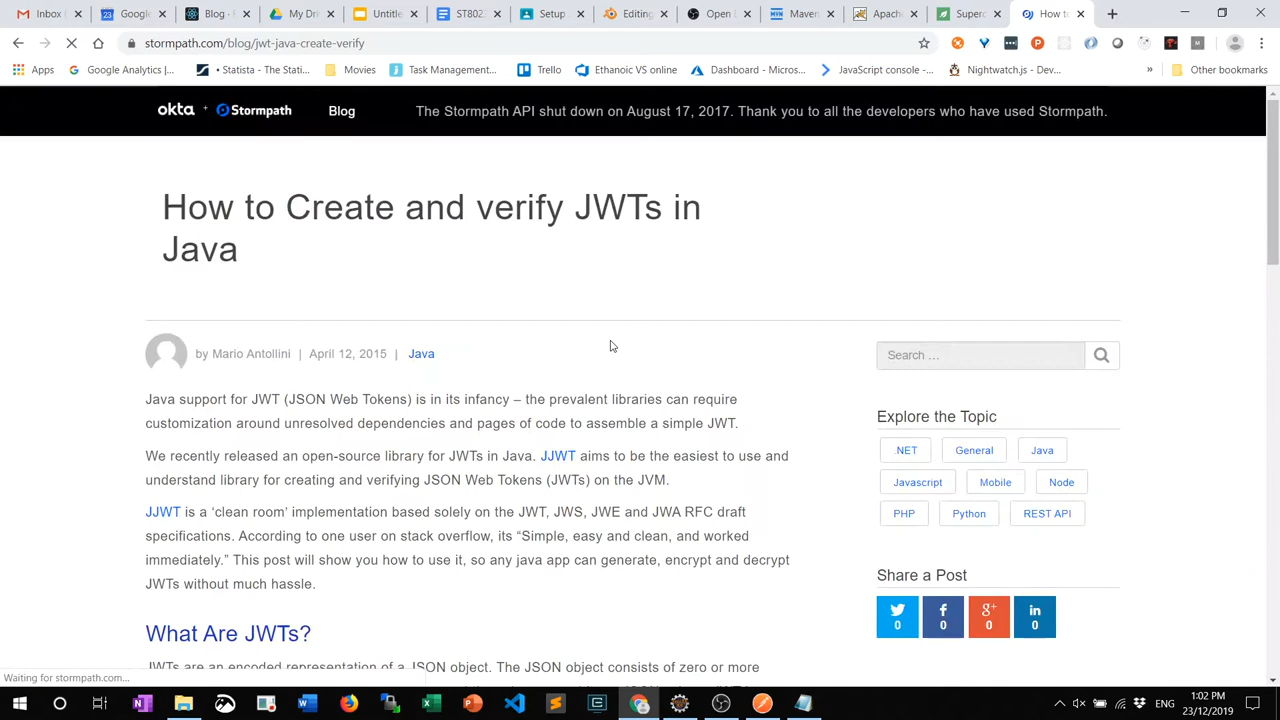 Inbox (
Google
Blog -
My Dri
Untitle
ST802
Setup
Editing
Open L
Maven
Apach
Superc
How to
stormpath.com/blog/jwt-java-create-verify
Apps
Google Analytics |...
• Statista - The Stati...
Movies
Task Management...
Trello
Ethanoic VS online
Dashboard - Micros...
JavaScript console -...
Nightwatch.js - Dev...
»
Other bookmarks
okta + Stormpath
Blog
The Stormpath API shut down on August 17, 2017. Thank you to all the developers who have used Stormpath.
How to Create and verify JWTs in
Java
by Mario Antollini | April 12, 2015 | Java
Search …
Java support for JWT (JSON Web Tokens) is in its infancy – the prevalent libraries can require
customization around unresolved dependencies and pages of code to assemble a simple JWT.
We recently released an open-source library for JWTs in Java. JJWT aims to be the easiest to use and
understand library for creating and verifying JSON Web Tokens (JWTs) on the JVM.
JJWT is a ‘clean room’ implementation based solely on the JWT, JWS, JWE and JWA RFC draft
specifications. According to one user on stack overflow, its “Simple, easy and clean, and worked
immediately.” This post will show you how to use it, so any java app can generate, encrypt and decrypt
JWTs without much hassle.
What Are JWTs?
JWTs are an encoded representation of a JSON object. The JSON object consists of zero or more
Explore the Topic
.NET
General
Java
Javascript
Mobile
Node
PHP
Python
REST API
Share a Post
0
0
g+
0
in
0
Waiting for stormpath.com...
ENG
1:02 PM
23/12/2019